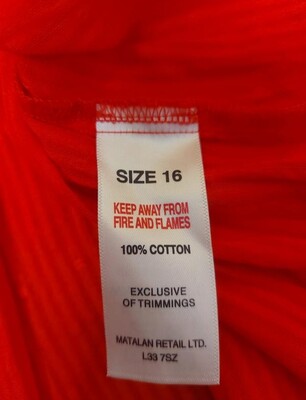 SIZE 16
KEEP AWAY FROM
FIRE AND FLAMES
100% COTTON
EXCLUSIVE
OF TRIMMINGS
MATALAN RETAIL LTD.
L33 7SZ